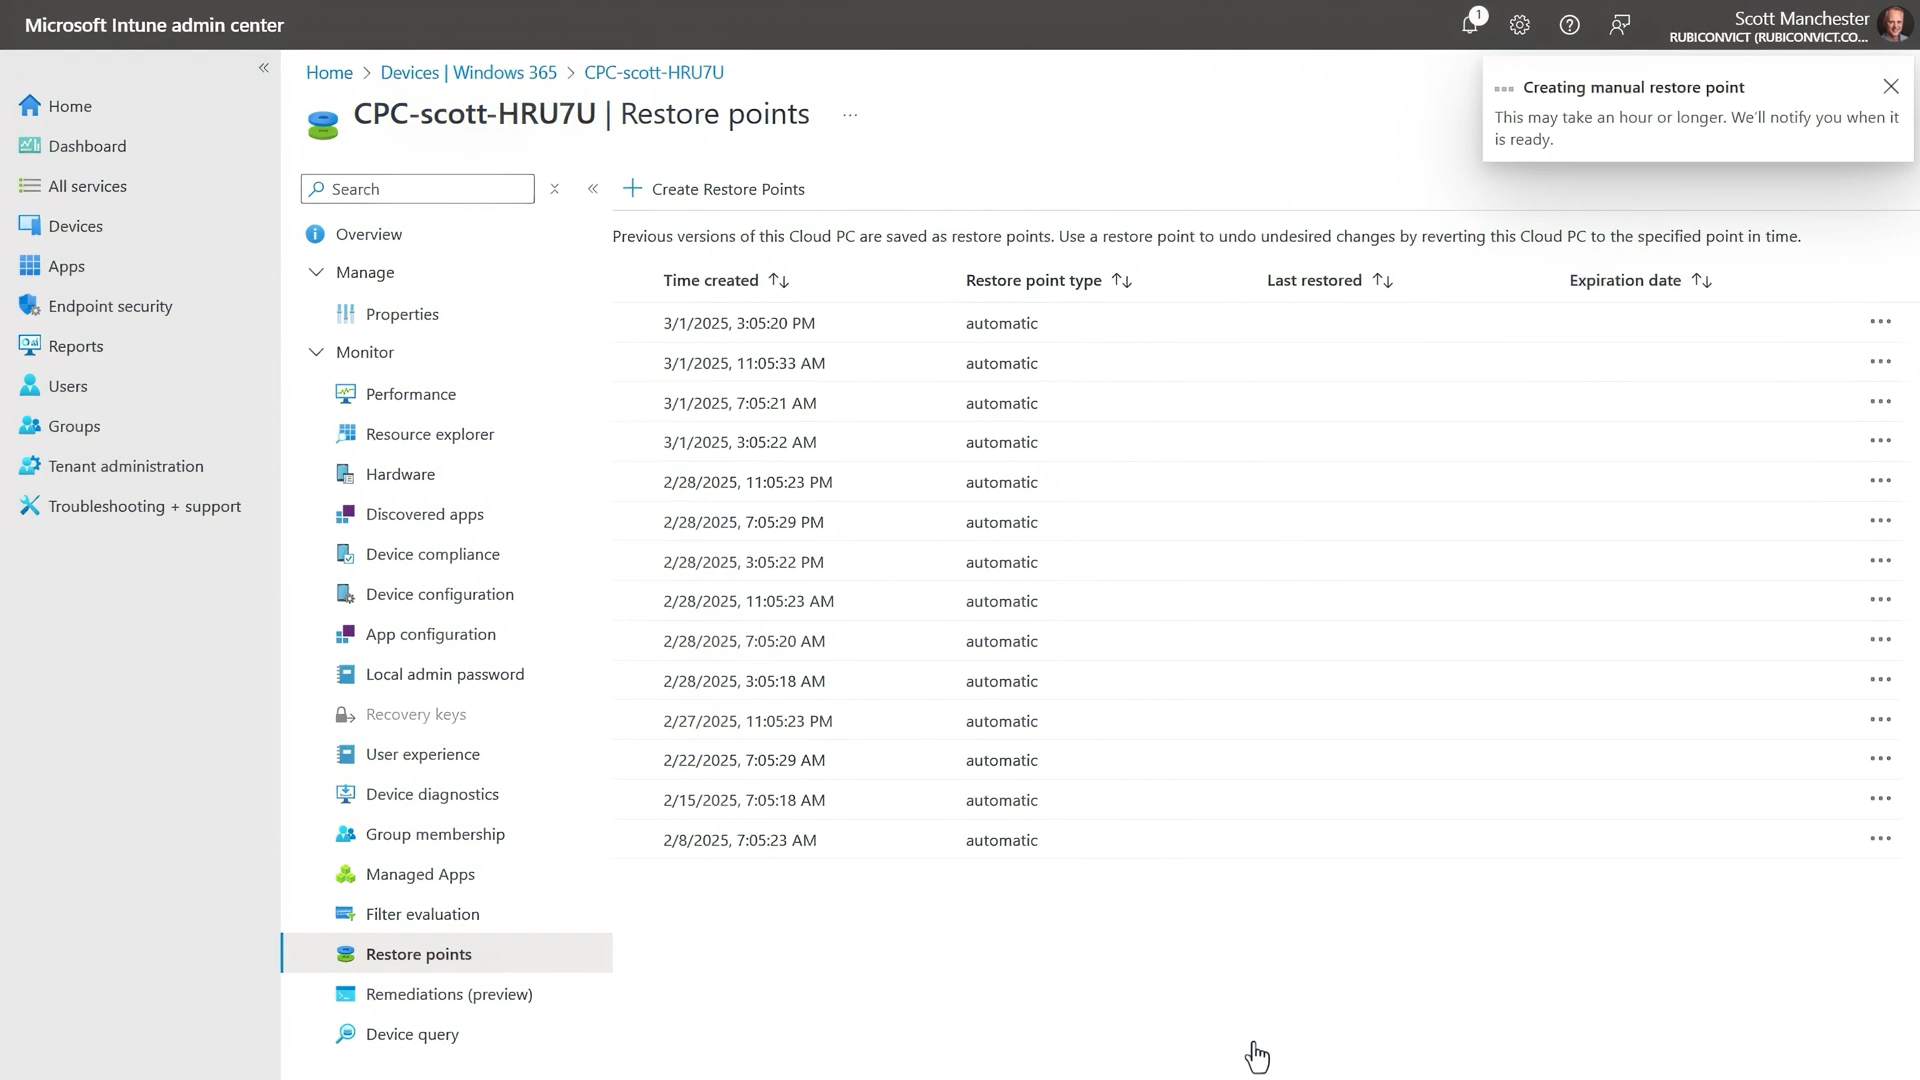 Microsoft Intune admin center
1
Scott Manchester
RUBICONVICT (RUBICONVICT.CO...
Home
Dashboard
All services
Devices
Apps
Endpoint security
Reports
Users
Groups
Tenant administration
Troubleshooting + support
Home > Devices | Windows 365 > CPC-scott-HRU7U
CPC-scott-HRU7U | Restore points ...
Creating manual restore point
This may take an hour or longer. We'll notify you when it
is ready.
Search
Overview
Manage
Properties
Monitor
Performance
Resource explorer
Hardware
Discovered apps
Device compliance
Device configuration
App configuration
Local admin password
Recovery keys
User experience
Device diagnostics
Group membership
Managed Apps
Filter evaluation
Restore points
Remediations (preview)
Device query
Create Restore Points
Previous versions of this Cloud PC are saved as restore points. Use a restore point to undo undesired changes by reverting this Cloud PC to the specified point in time.
Time created Restore point type Last restored Expiration date
3/1/2025, 3:05:20 PM automatic
3/1/2025, 11:05:33 AM automatic
3/1/2025, 7:05:21 AM automatic
3/1/2025, 3:05:22 AM automatic
2/28/2025, 11:05:23 PM automatic
2/28/2025, 7:05:29 PM automatic
2/28/2025, 3:05:22 PM automatic
2/28/2025, 11:05:23 AM automatic
2/28/2025, 7:05:20 AM automatic
2/28/2025, 3:05:18 AM automatic
2/27/2025, 11:05:23 PM automatic
2/22/2025, 7:05:29 AM automatic
2/15/2025, 7:05:18 AM automatic
2/8/2025, 7:05:23 AM automatic